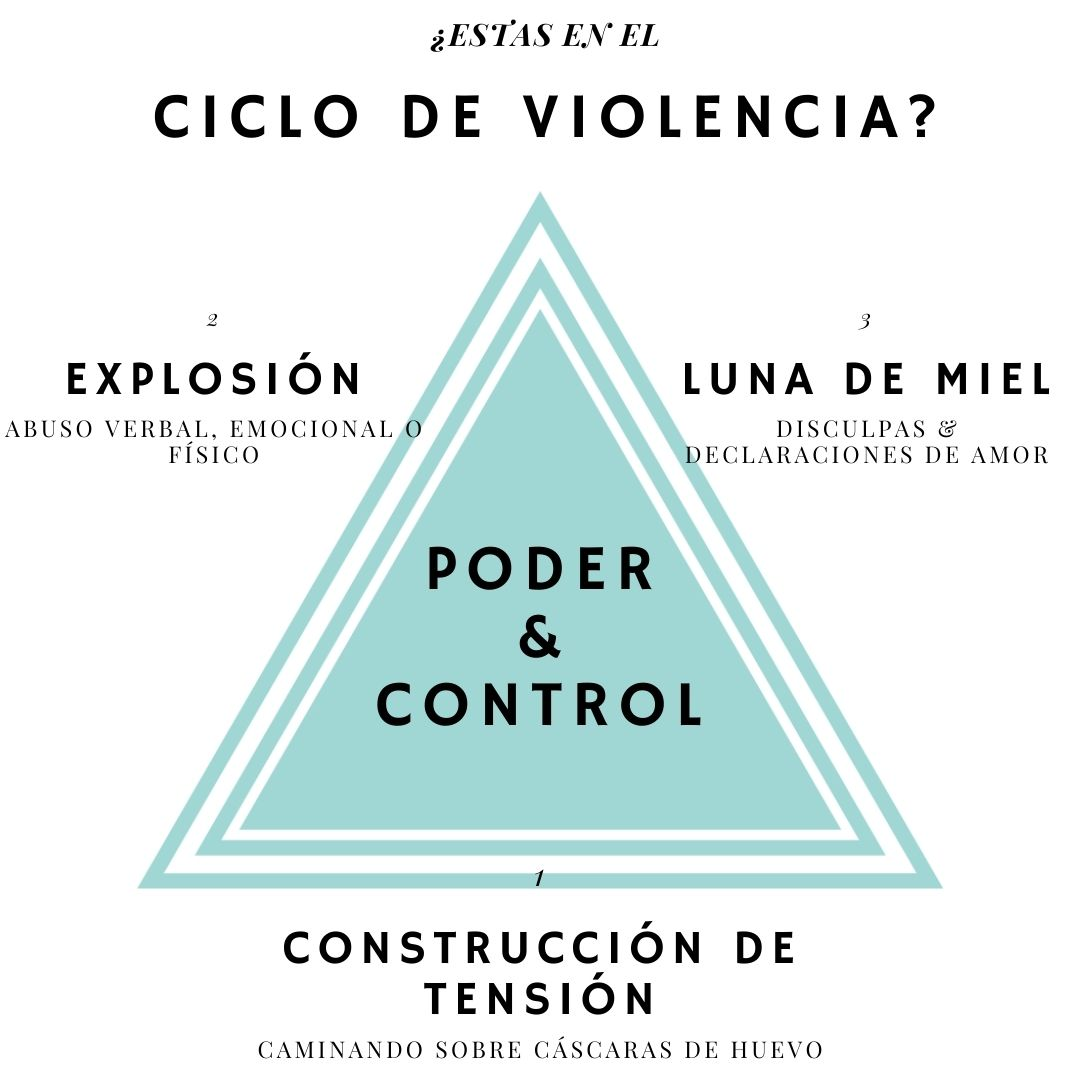 ¿ESTAS EN EL
CICLO DE VIOLENCIA?
2
EXPLOSIÓN
ABUSO VERBAL, EMOCIONAL O
FÍSICO
3
LUNA DE MIEL
DISCULPAS &
DECLARACIONES DE AMOR
PODER
&
CONTROL
1
CONSTRUCCIÓN DE
TENSIÓN
CAMINANDO SOBRE CÁSCARAS DE HUEVO